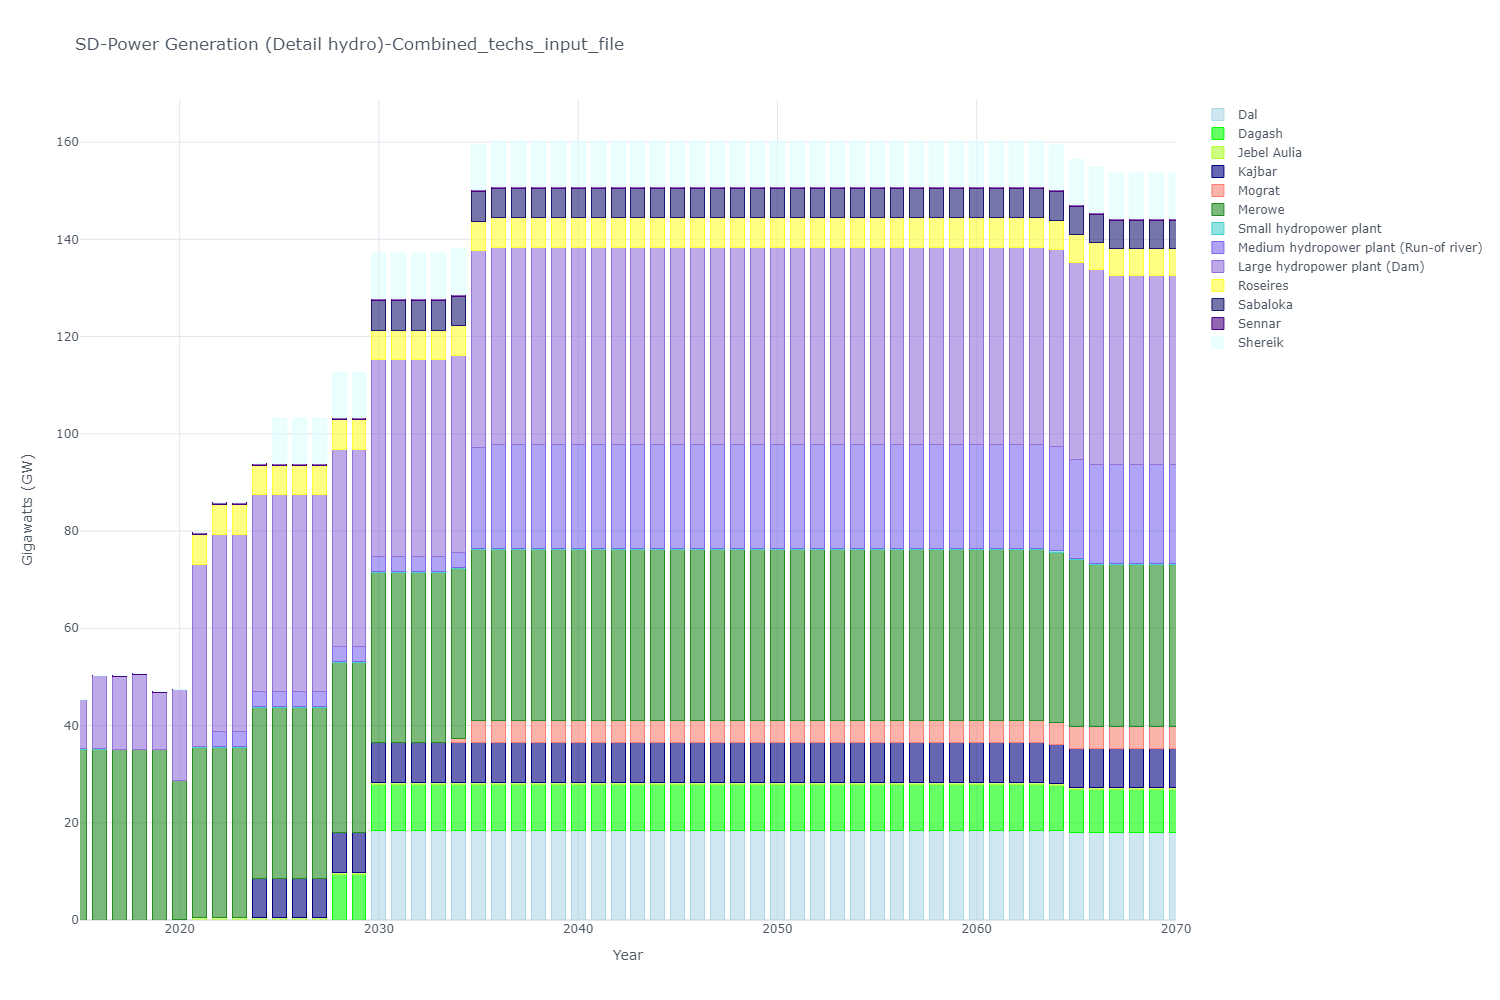 SD-Power Generation (Detail hydro)-Combined_techs_input_file
Dal
Dagash
Jebel Aulia
Kajbar
Mograt
Merowe
Small hydropower plant
Medium hydropower plant (Run-of river)
Large hydropower plant (Dam)
Roseires
Sabaloka
Sennar
Shereik
160
140
120
100
80
60
40
20
0
Gigawatts (GW)
2020 2030 2040 2050 2060 2070
Year